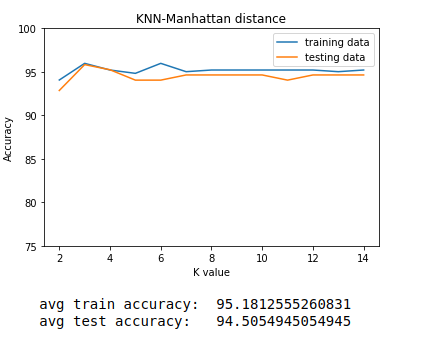 KNN-Manhattan distance
training data
testing data
100
95
90
85
80
75
Accuracy
2 4 6 8 10 12 14
K value
avg train accuracy: 95.1812555260831
avg test accuracy: 94.5054945054945